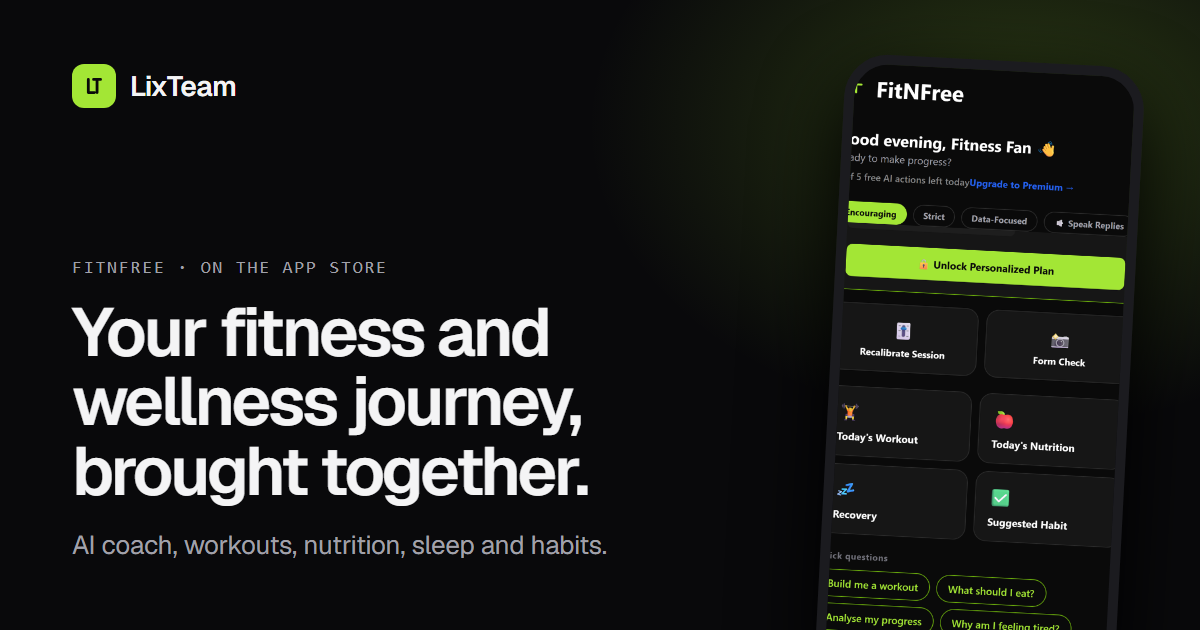 LT LixTeam
FITNFREE · ON THE APP STORE
Your fitness and
wellness journey,
brought together.
AI coach, workouts, nutrition, sleep and habits.
FitNFree
ood evening, Fitness Fan 👋
ady to make progress?
f 5 free AI actions left todayUpgrade to Premium →
Encouraging
Strict
Data-Focused
Speak Replies
Unlock Personalized Plan
Recalibrate Session
Form Check
Today's Workout
Today's Nutrition
Recovery
Suggested Habit
ick questions
Build me a workout
What should I eat?
Analyse my progress
Why am I feeling tired?